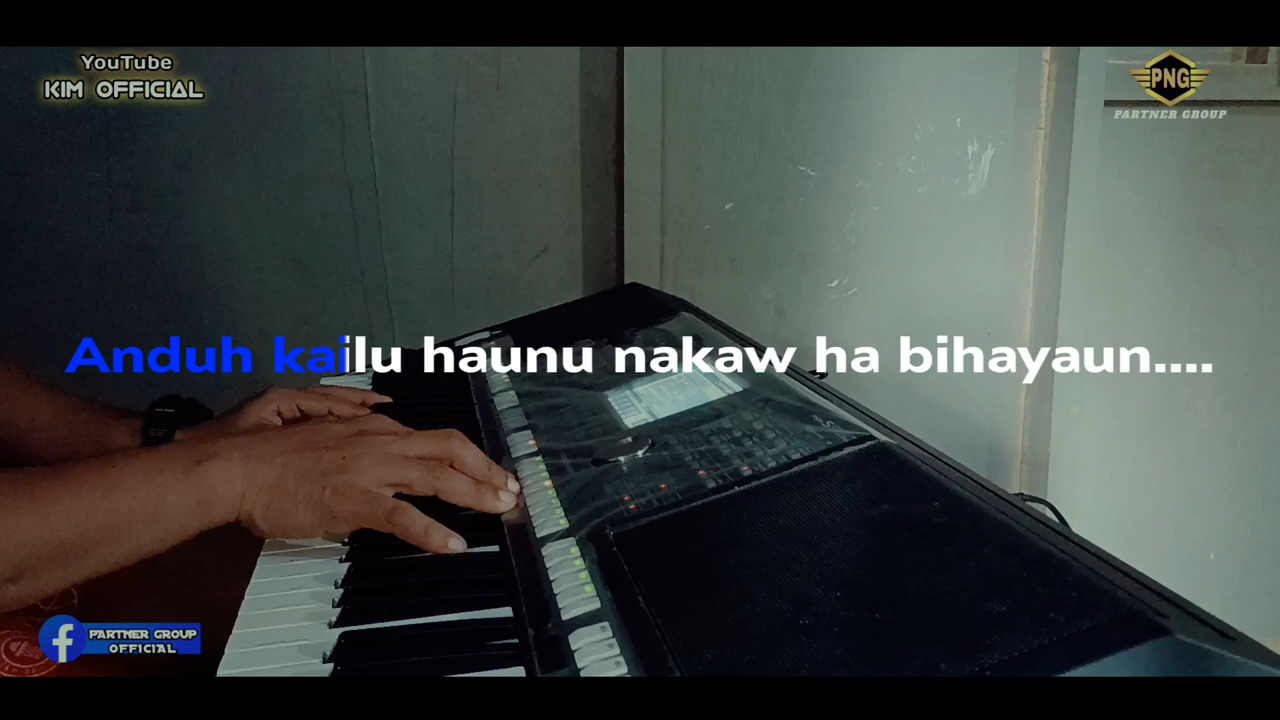 YouTube
KIM OFFICIAL
PNG
PARTNER GROUP
Anduh kailu haunu nakaw ha bihayaun....
f PARTNER GROUP
OFFICIAL